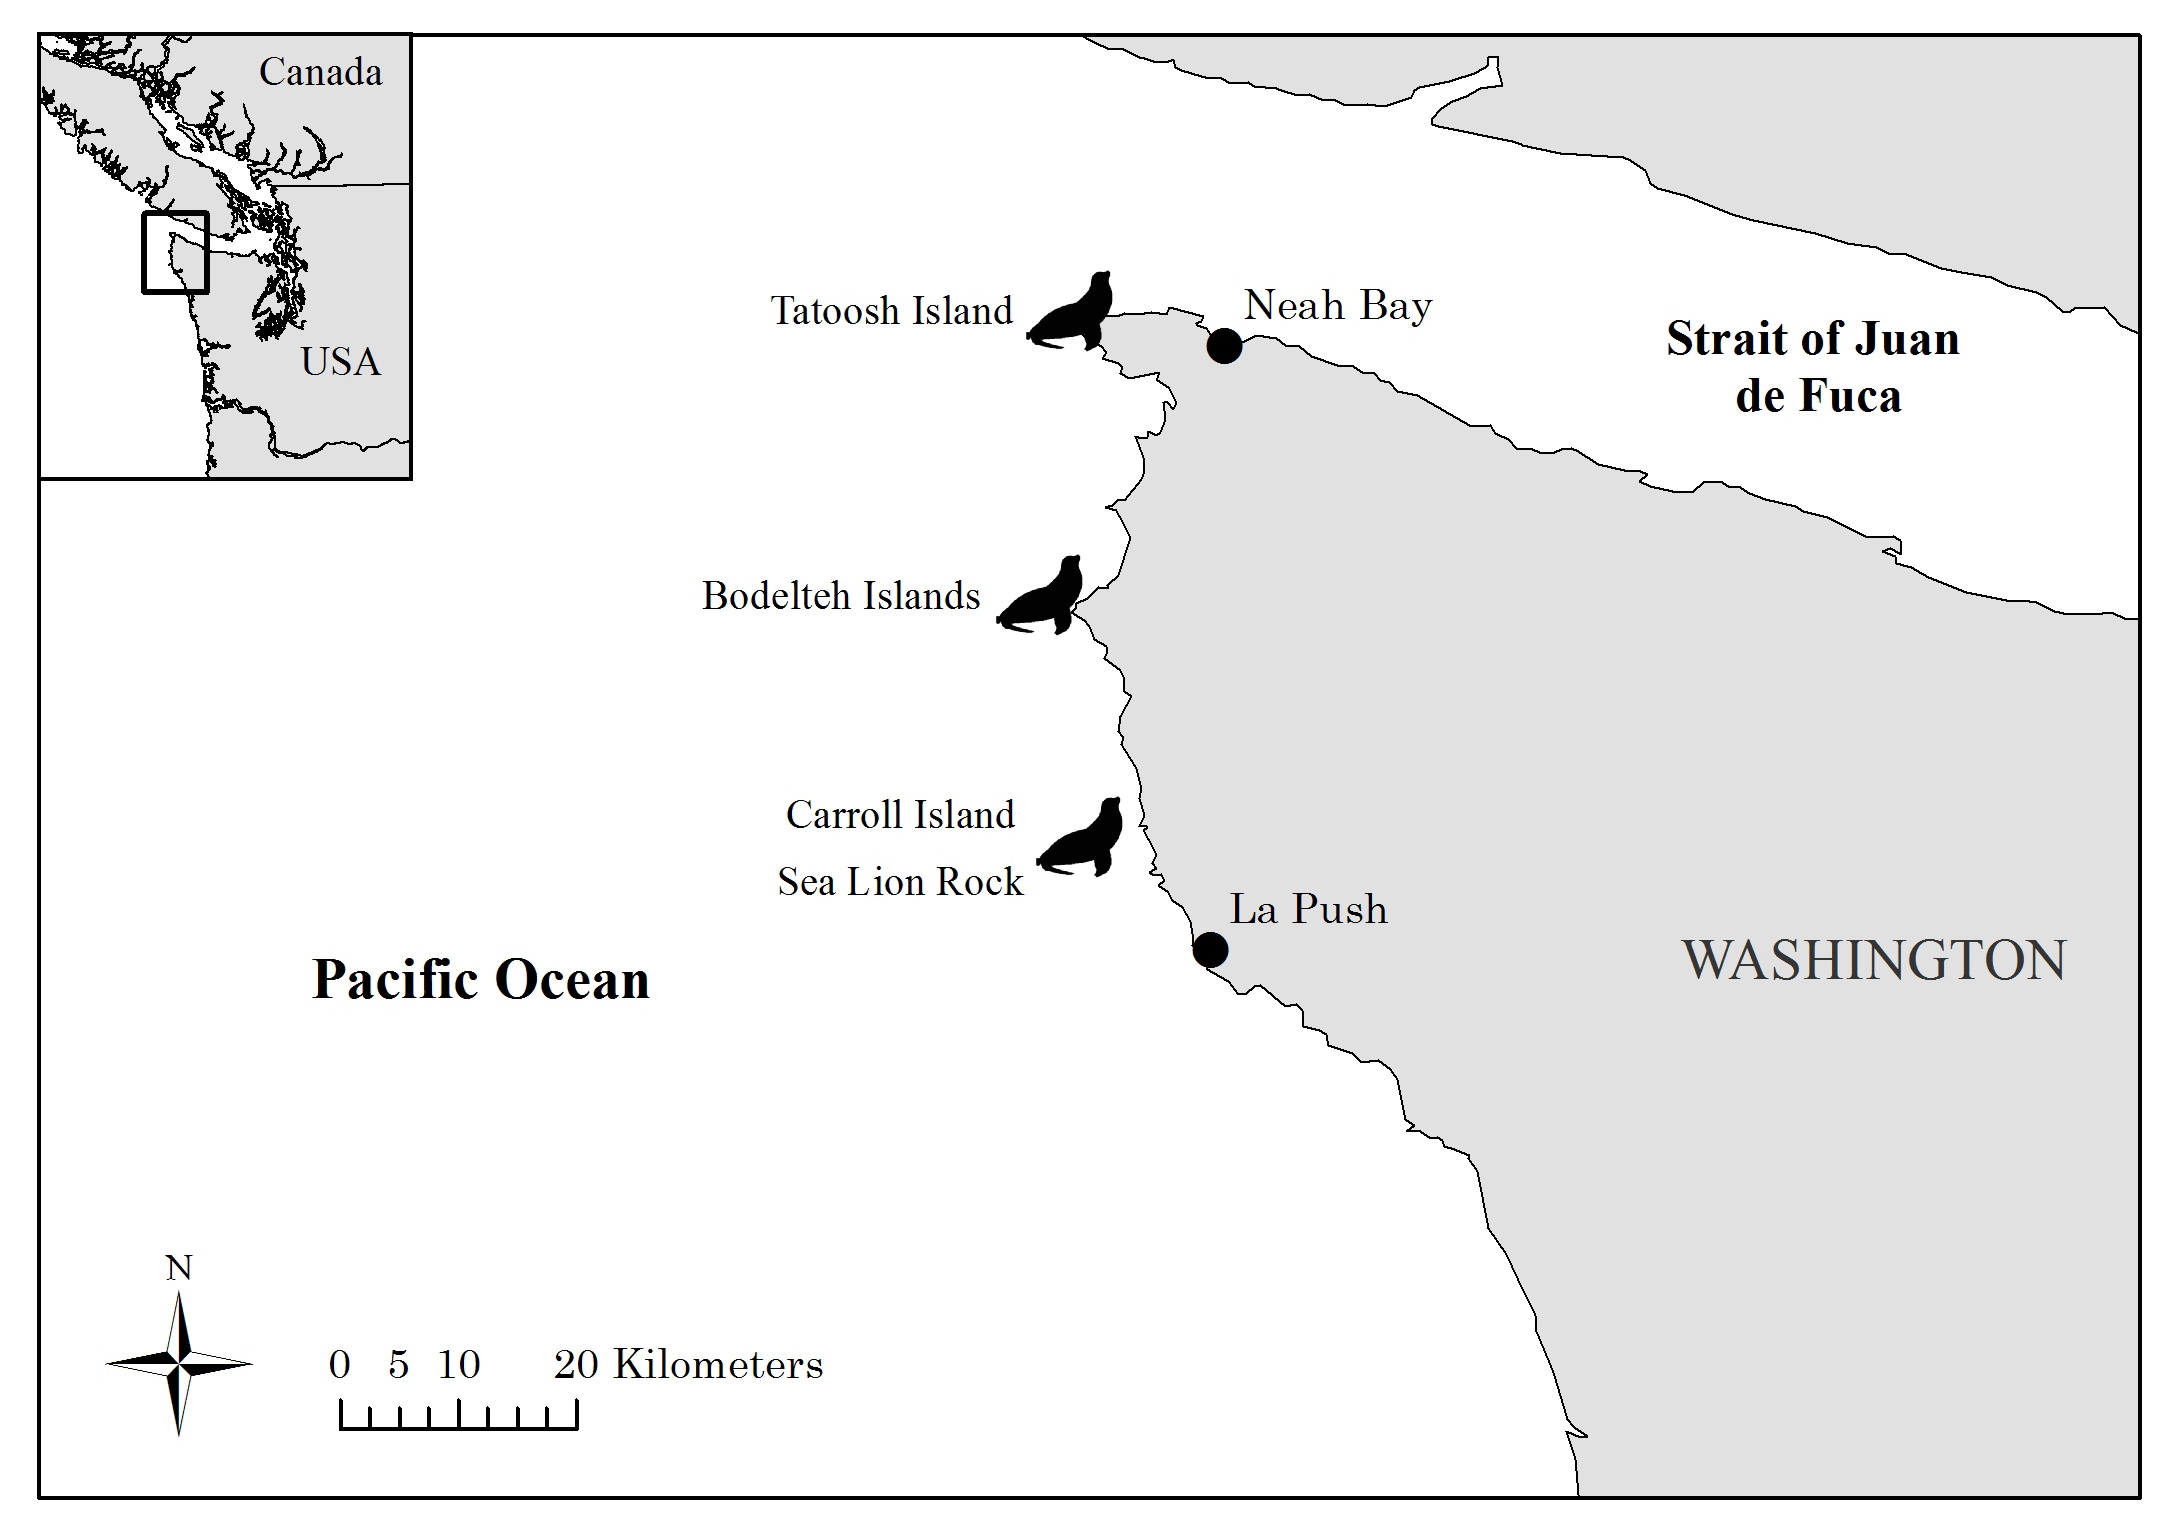 Canada
USA
Tatoosh Island
Neah Bay
Strait of Juan
de Fuca
Bodelteh Islands
Carroll Island
Sea Lion Rock
La Push
WASHINGTON
Pacific Ocean
N
0 5 10 20 Kilometers